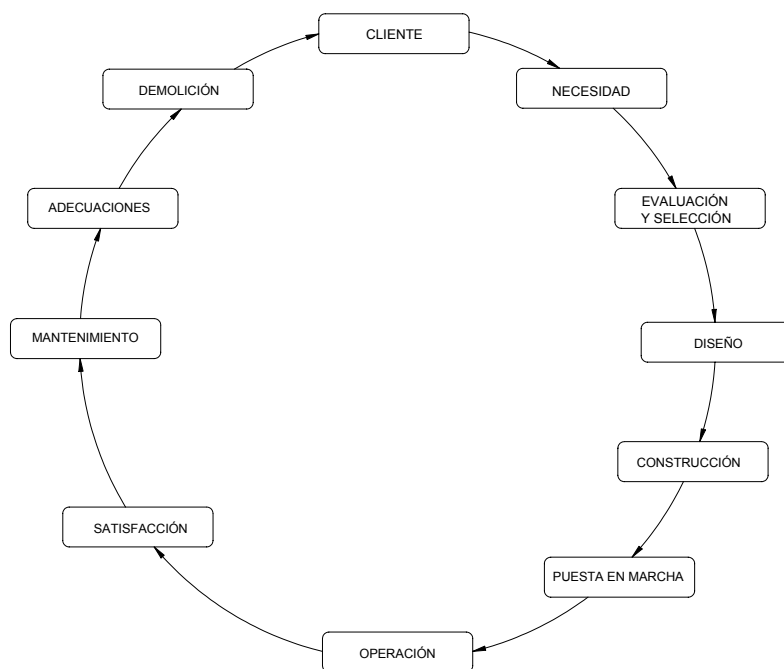 CLIENTE
NECESIDAD
EVALUACIÓN
Y SELECCIÓN
DISEÑO
CONSTRUCCIÓN
PUESTA EN MARCHA
OPERACIÓN
SATISFACCIÓN
MANTENIMIENTO
ADECUACIONES
DEMOLICIÓN